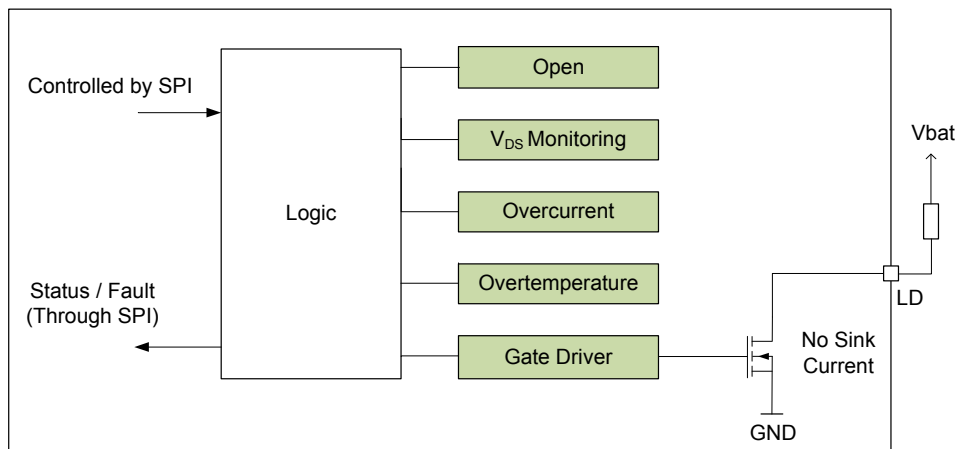 Controlled by SPI
Status / Fault
(Through SPI)
Logic
Open
VDS Monitoring
Overcurrent
Overtemperature
Gate Driver
Vbat
LD
No Sink
Current
GND